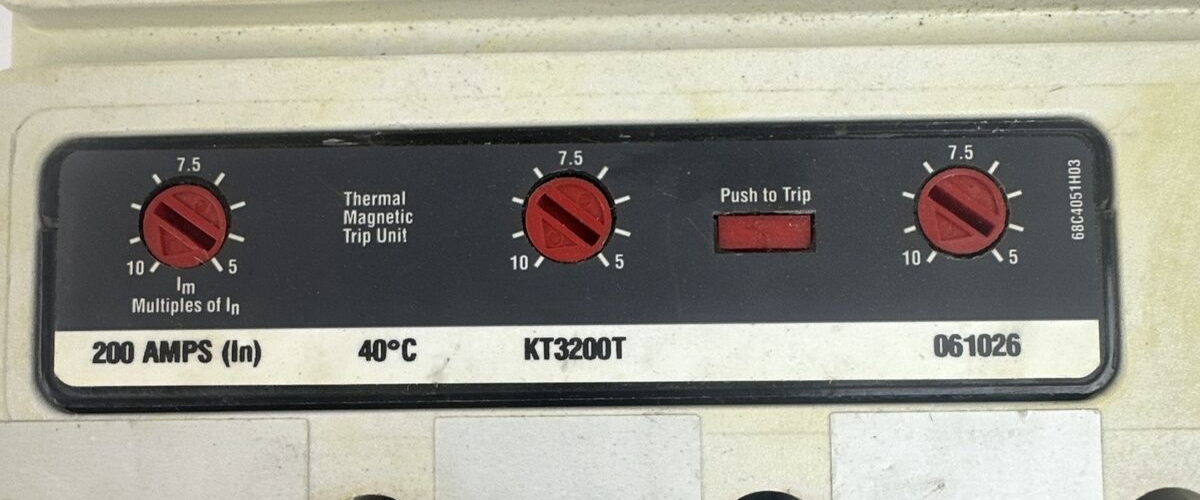 7.5
10
5
Im
Multiples of In
Thermal
Magnetic
Trip Unit
7.5
10
5
Push to Trip
7.5
10
5
68C4051H03
200 AMPS (In)
40°C
KT3200T
061026